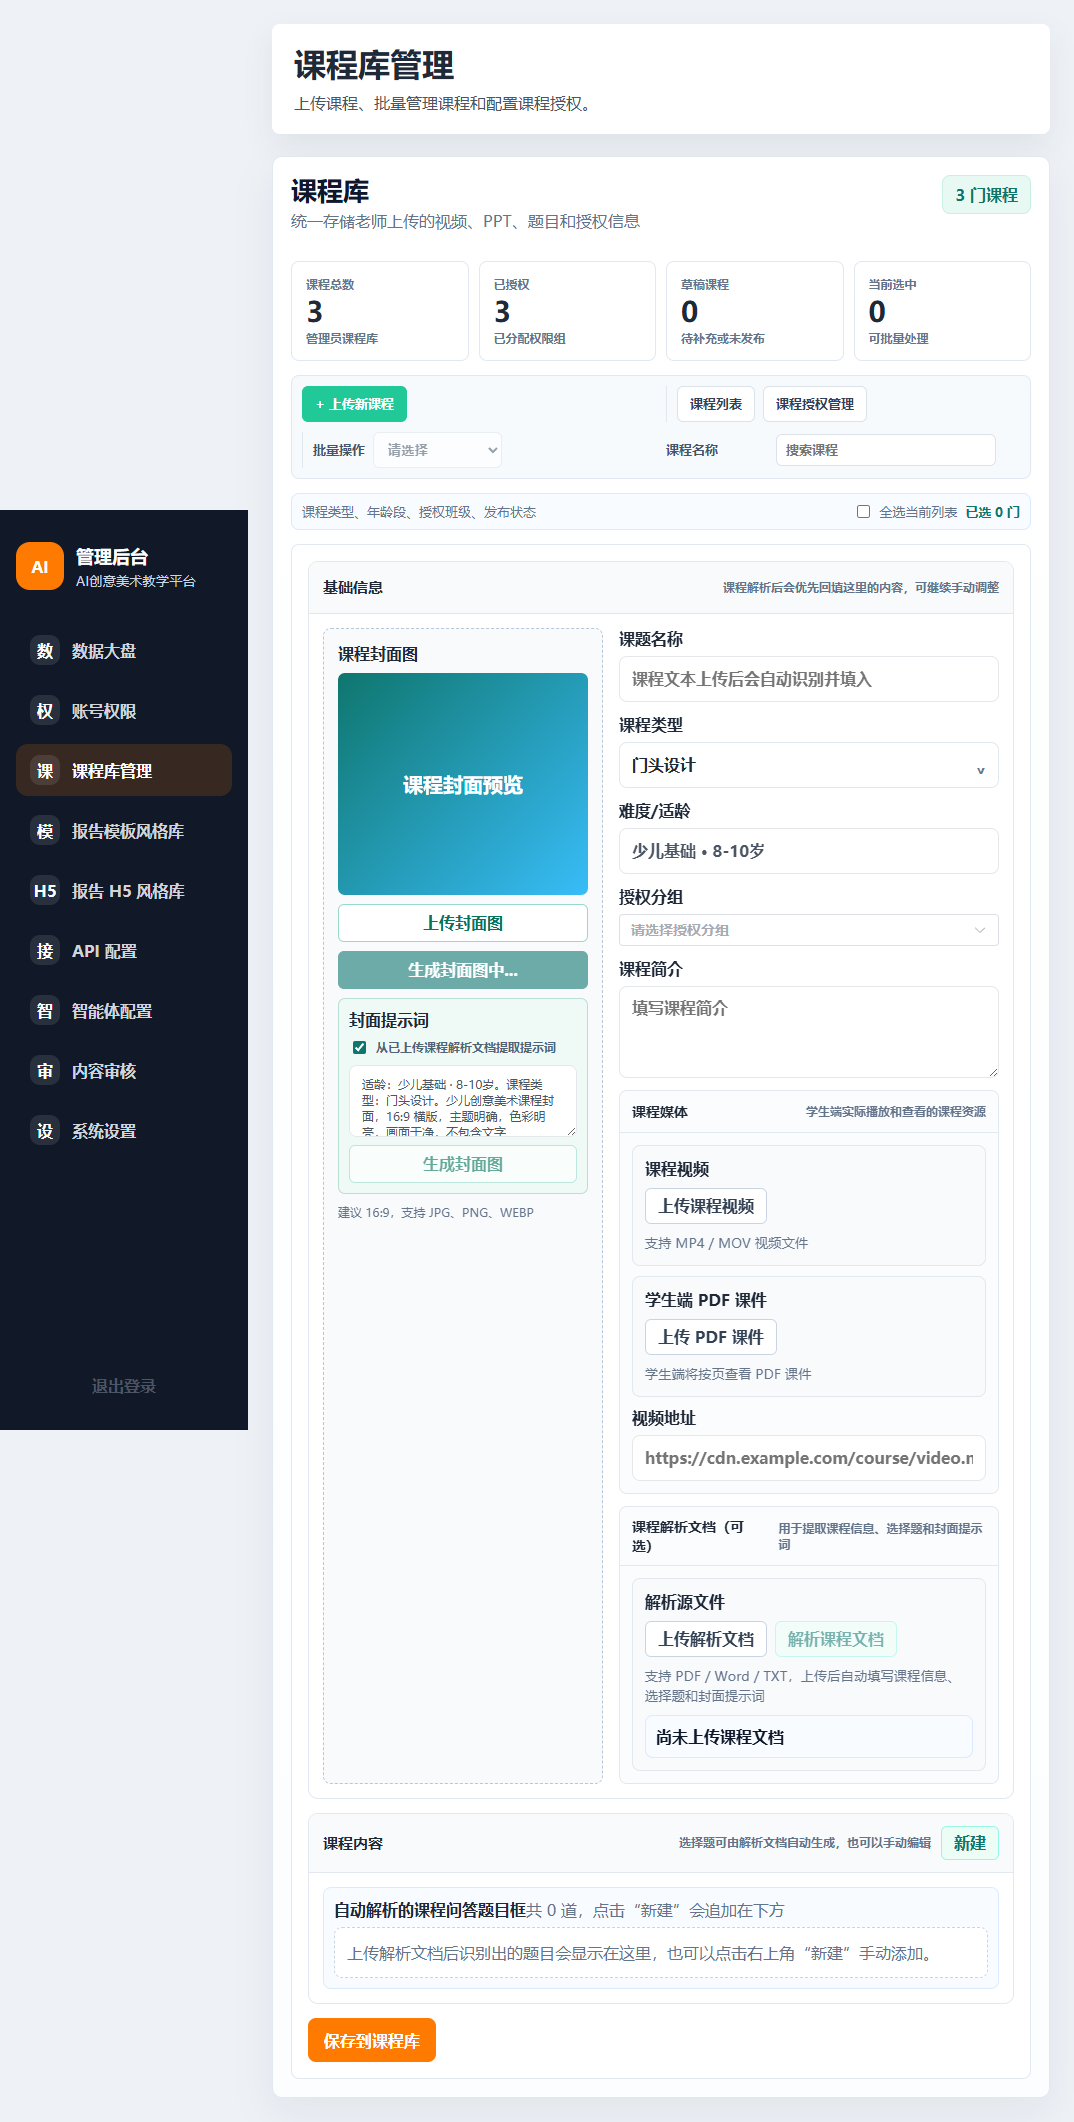 课程库管理
上传课程、批量管理课程和配置课程授权。
课程库
统一存储老师上传的视频、PPT、题目和授权信息
3 门课程
课程总数
3
管理员课程库
已授权
3
已分配权限组
草稿课程
0
待补充或未发布
当前选中
0
可批量处理
+ 上传新课程
课程列表
课程授权管理
批量操作
请选择
课程名称
搜索课程
课程类型、年龄段、授权班级、发布状态
全选当前列表
已选 0 门
AI
管理后台
AI创意美术教学平台
数 数据大盘
权 账号权限
课 课程库管理
模 报告模板风格库
H5 报告 H5 风格库
接 API 配置
智 智能体配置
审 内容审核
设 系统设置
退出登录
基础信息
课程解析后会优先回填这里的内容，可继续手动调整
课程封面图
课程封面预览
上传封面图
生成封面图中...
封面提示词
从已上传课程解析文档提取提示词
适龄：少儿基础 · 8-10岁。课程类
型：门头设计。少儿创意美术课程封
面，16:9 横版，主题明确，色彩明
亮，画面干净，不包含文字
生成封面图
建议 16:9，支持 JPG、PNG、WEBP
课题名称
课程文本上传后会自动识别并填入
课程类型
门头设计
v
难度/适龄
少儿基础 • 8-10岁
授权分组
请选择授权分组
课程简介
填写课程简介
课程媒体
学生端实际播放和查看的课程资源
课程视频
上传课程视频
支持 MP4 / MOV 视频文件
学生端 PDF 课件
上传 PDF 课件
学生端将按页查看 PDF 课件
视频地址
https://cdn.example.com/course/video.m
课程解析文档（可
选）
用于提取课程信息、选择题和封面提示
词
解析源文件
上传解析文档
解析课程文档
支持 PDF / Word / TXT，上传后自动填写课程信息、
选择题和封面提示词
尚未上传课程文档
课程内容
选择题可由解析文档自动生成，也可以手动编辑
新建
自动解析的课程问答题目框共 0 道，点击“新建”会追加在下方
上传解析文档后识别出的题目会显示在这里，也可以点击右上角“新建”手动添加。
保存到课程库